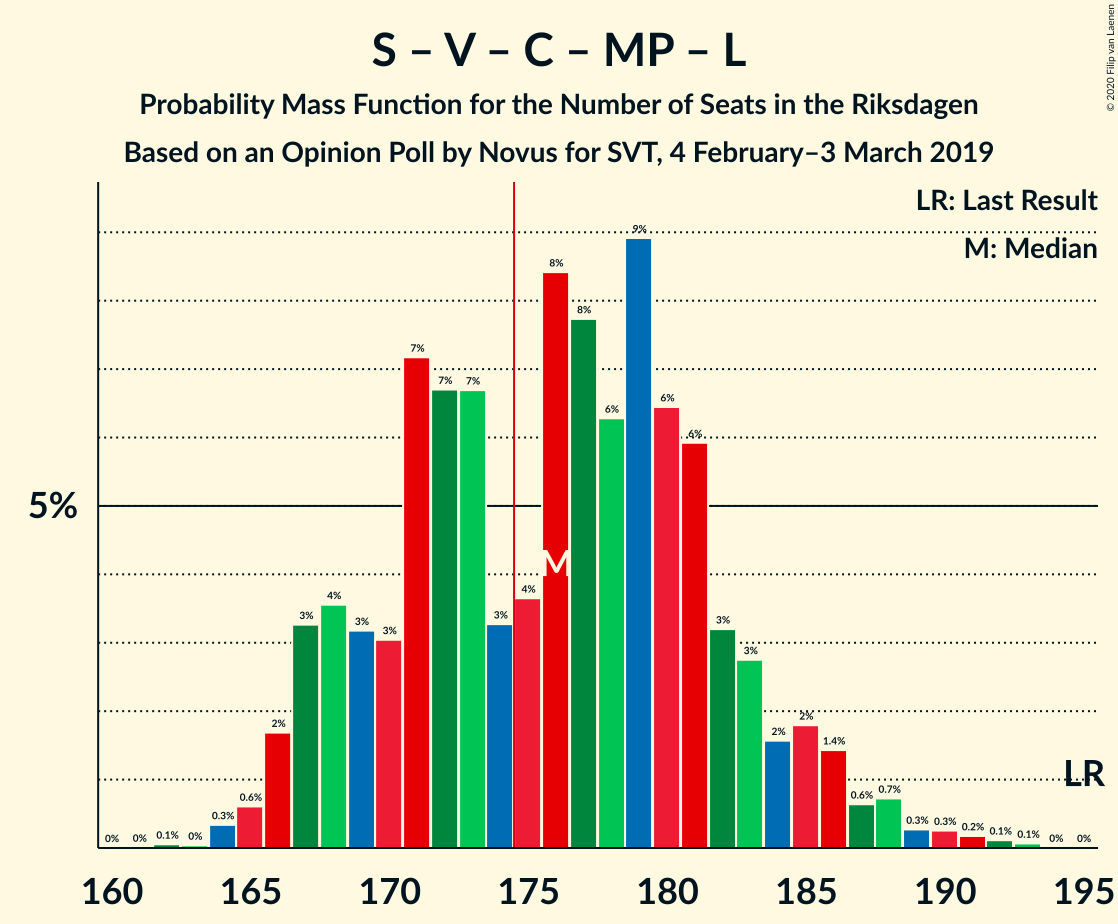 S – V – C – MP – L
Probability Mass Function for the Number of Seats in the Riksdagen
Based on an Opinion Poll by Novus for SVT, 4 February–3 March 2019
© 2020 Filip van Laenen
LR: Last Result
M: Median
5%
0% 0% 0.1% 0% 0.3% 0.6% 2% 3% 4% 3% 3% 7% 7% 7% 3% 4% 8% 8% 6% 9% 6% 6% 3% 3% 2% 2% 1.4% 0.6% 0.7% 0.3% 0.3% 0.2% 0.1% 0.1% 0% 0%
M
LR
160 165 170 175 180 185 190 195